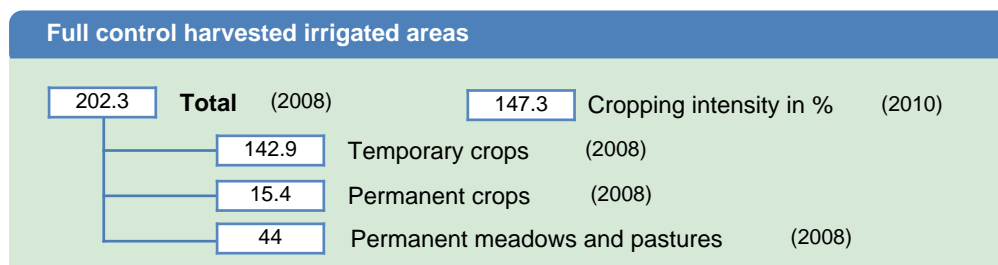 Full control harvested irrigated areas
202.3 Total (2008) 147.3 Cropping intensity in % (2010)
142.9 Temporary crops (2008)
15.4 Permanent crops (2008)
44 Permanent meadows and pastures (2008)